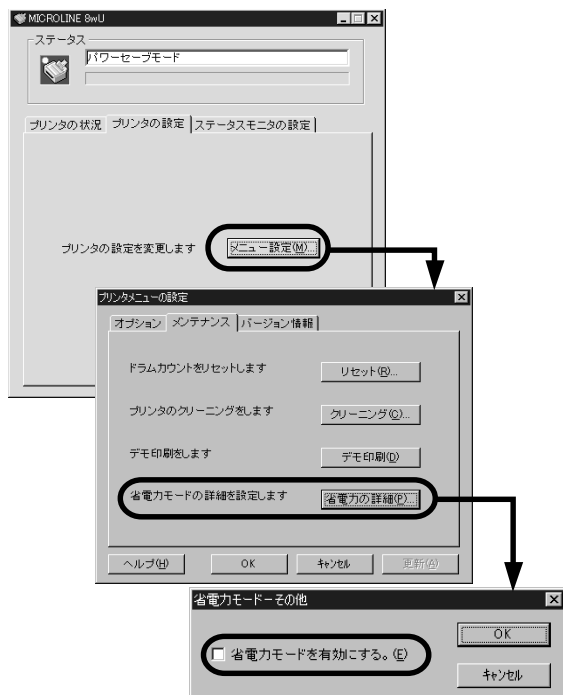 MICROLINE 8wU
ステータス
パワーセーブモード
プリンタの状況 プリンタの設定 ステータスモニタの設定
プリンタの設定を変更します メニュー設定(M)...
プリンタメニューの設定
オプション メンテナンス バージョン情報
ドラムカウントをリセットします リセット(R)...
プリンタのクリーニングをします クリーニング(C)...
デモ印刷をします デモ印刷(D)
省電力モードの詳細を設定します 省電力の詳細(P)...
ヘルプ(H) OK キャンセル 更新(A)
省電力モード－その他
OK
省電力モードを有効にする。(E)
キャンセル